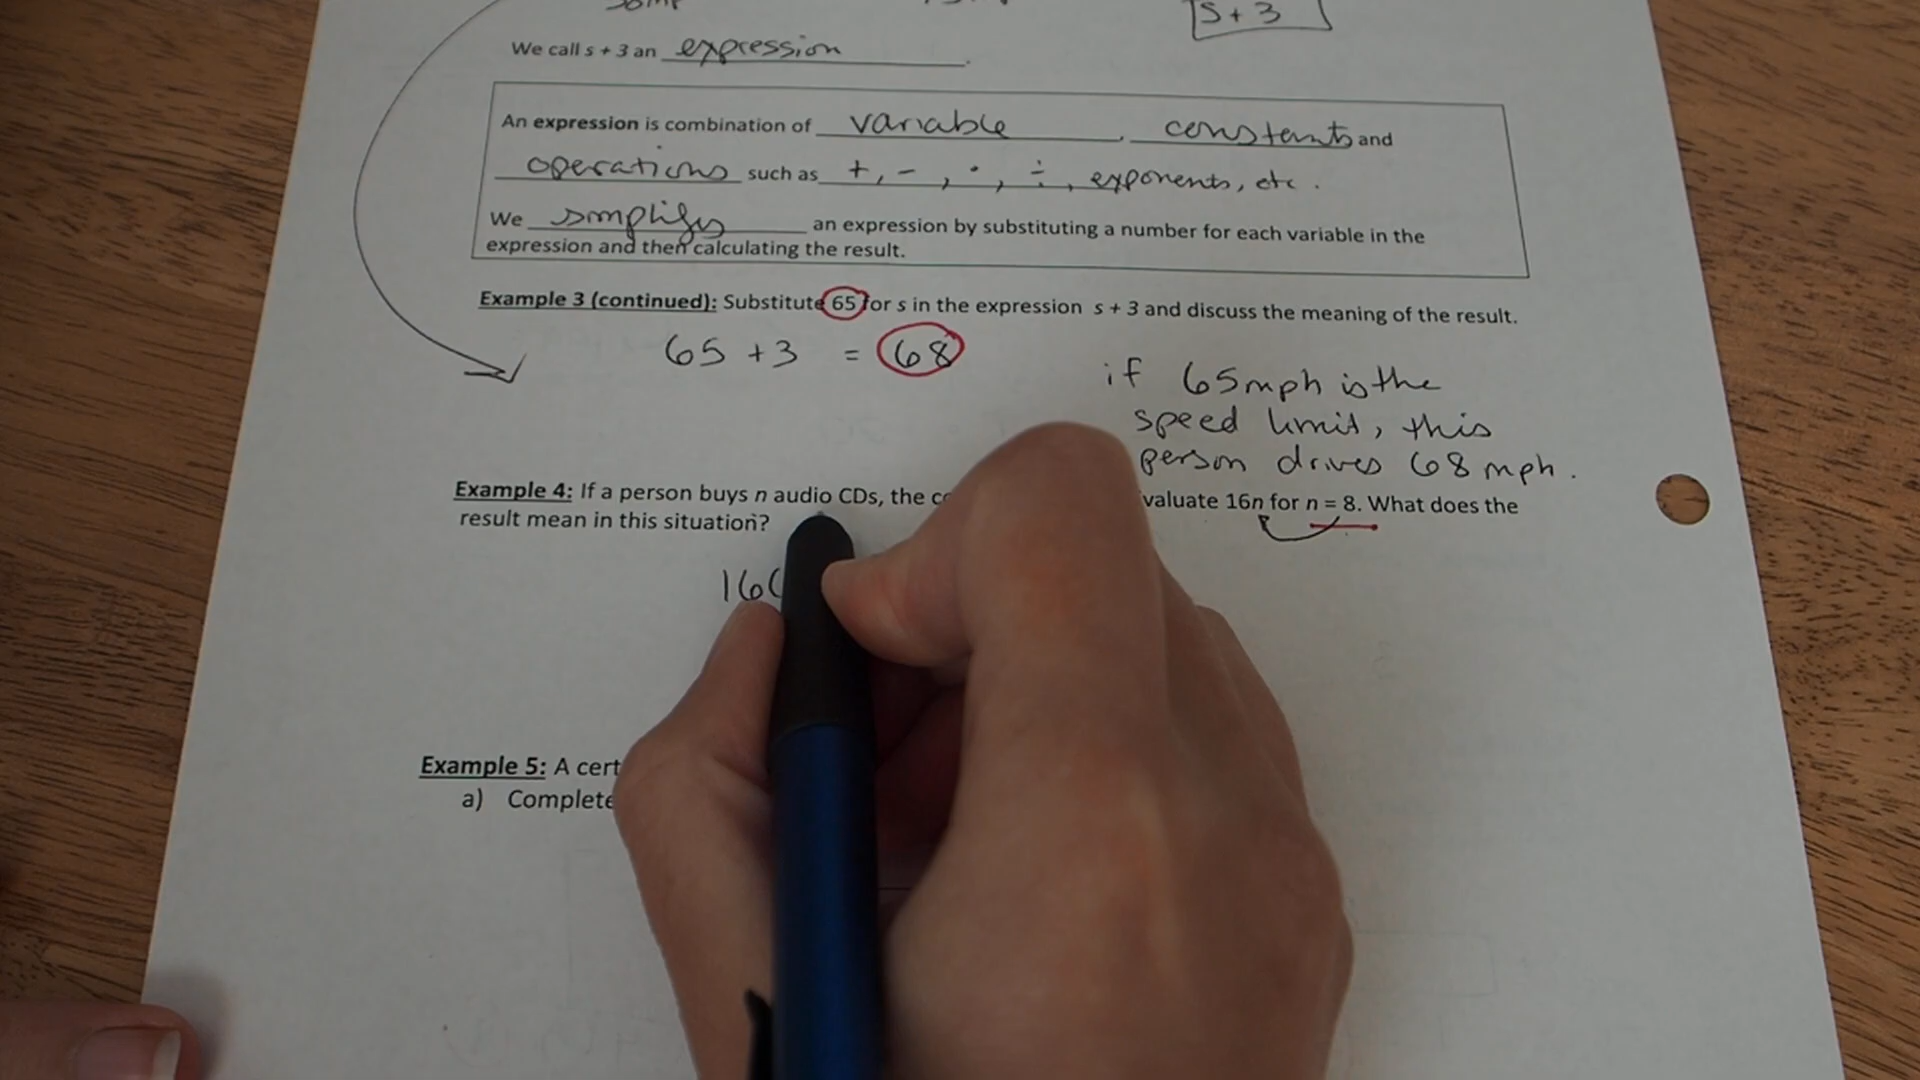 s + 3
We call s + 3 an expression.
An expression is combination of variable, constants and
operations such as +, -, ·, ÷, exponents, etc.
We simplify an expression by substituting a number for each variable in the
expression and then calculating the result.
Example 3 (continued): Substitute 65 for s in the expression s + 3 and discuss the meaning of the result.
65 + 3 = 68
if 65mph is the
speed limit, this
person drives 68 mph.
Example 4: If a person buys n audio CDs, the valuate 16n for n = 8. What does the
result mean in this situation?
16(
Example 5: A cert
a) Complete